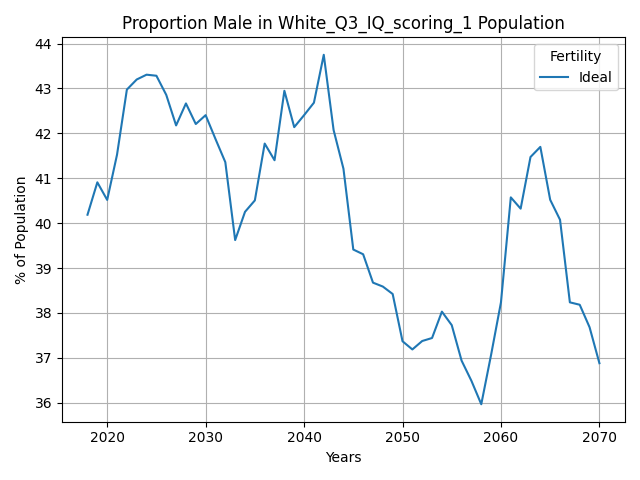 Proportion Male in White_Q3_IQ_scoring_1 Population
44
43
42
41
40
39
38
37
36
% of Population
Fertility
Ideal
2020 2030 2040 2050 2060 2070
Years